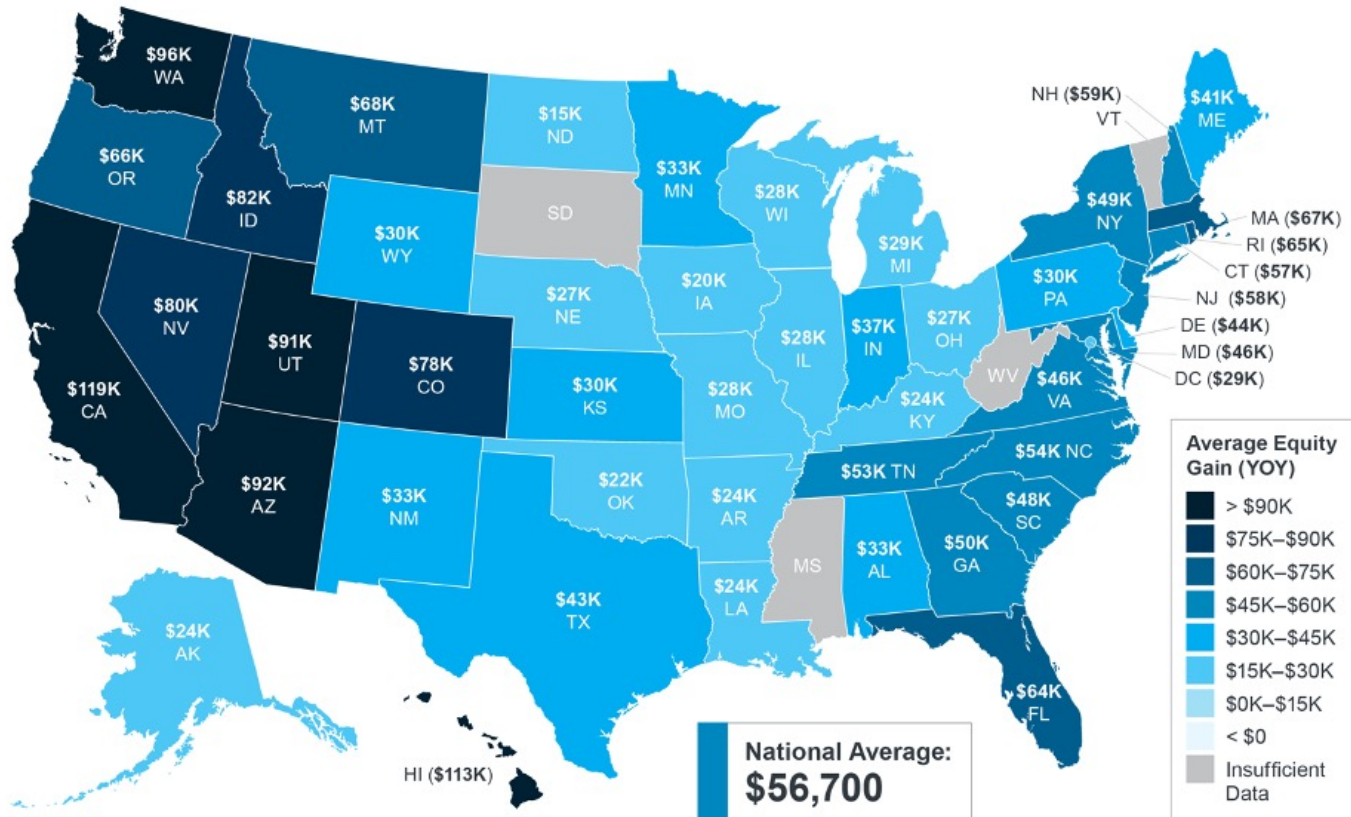 $96K
WA
$68K
MT
$15K
ND
$33K
MN
NH ($59K)
VT
$41K
ME
$66K
OR
$82K
ID
SD
$28K
WI
$49K
NY
MA ($67K)
$30K
WY
$29K
MI
RI ($65K)
CT ($57K)
$80K
NV
$27K
NE
$20K
IA
$30K
PA
NJ ($58K)
$91K
UT
$78K
CO
$28K
IL
$37K
IN
$27K
OH
DE ($44K)
MD ($46K)
DC ($29K)
$119K
CA
$30K
KS
$28K
MO
WV
$46K
VA
$24K
KY
$92K
AZ
$33K
NM
$22K
OK
$24K
AR
$53K TN
$54K NC
$48K
SC
$43K
TX
$24K
LA
MS
$33K
AL
$50K
GA
$64K
FL
$24K
AK
HI ($113K)
Average Equity
Gain (YOY)
> $90K
$75K–$90K
$60K–$75K
$45K–$60K
$30K–$45K
$15K–$30K
$0K–$15K
< $0
Insufficient
Data
National Average:
$56,700